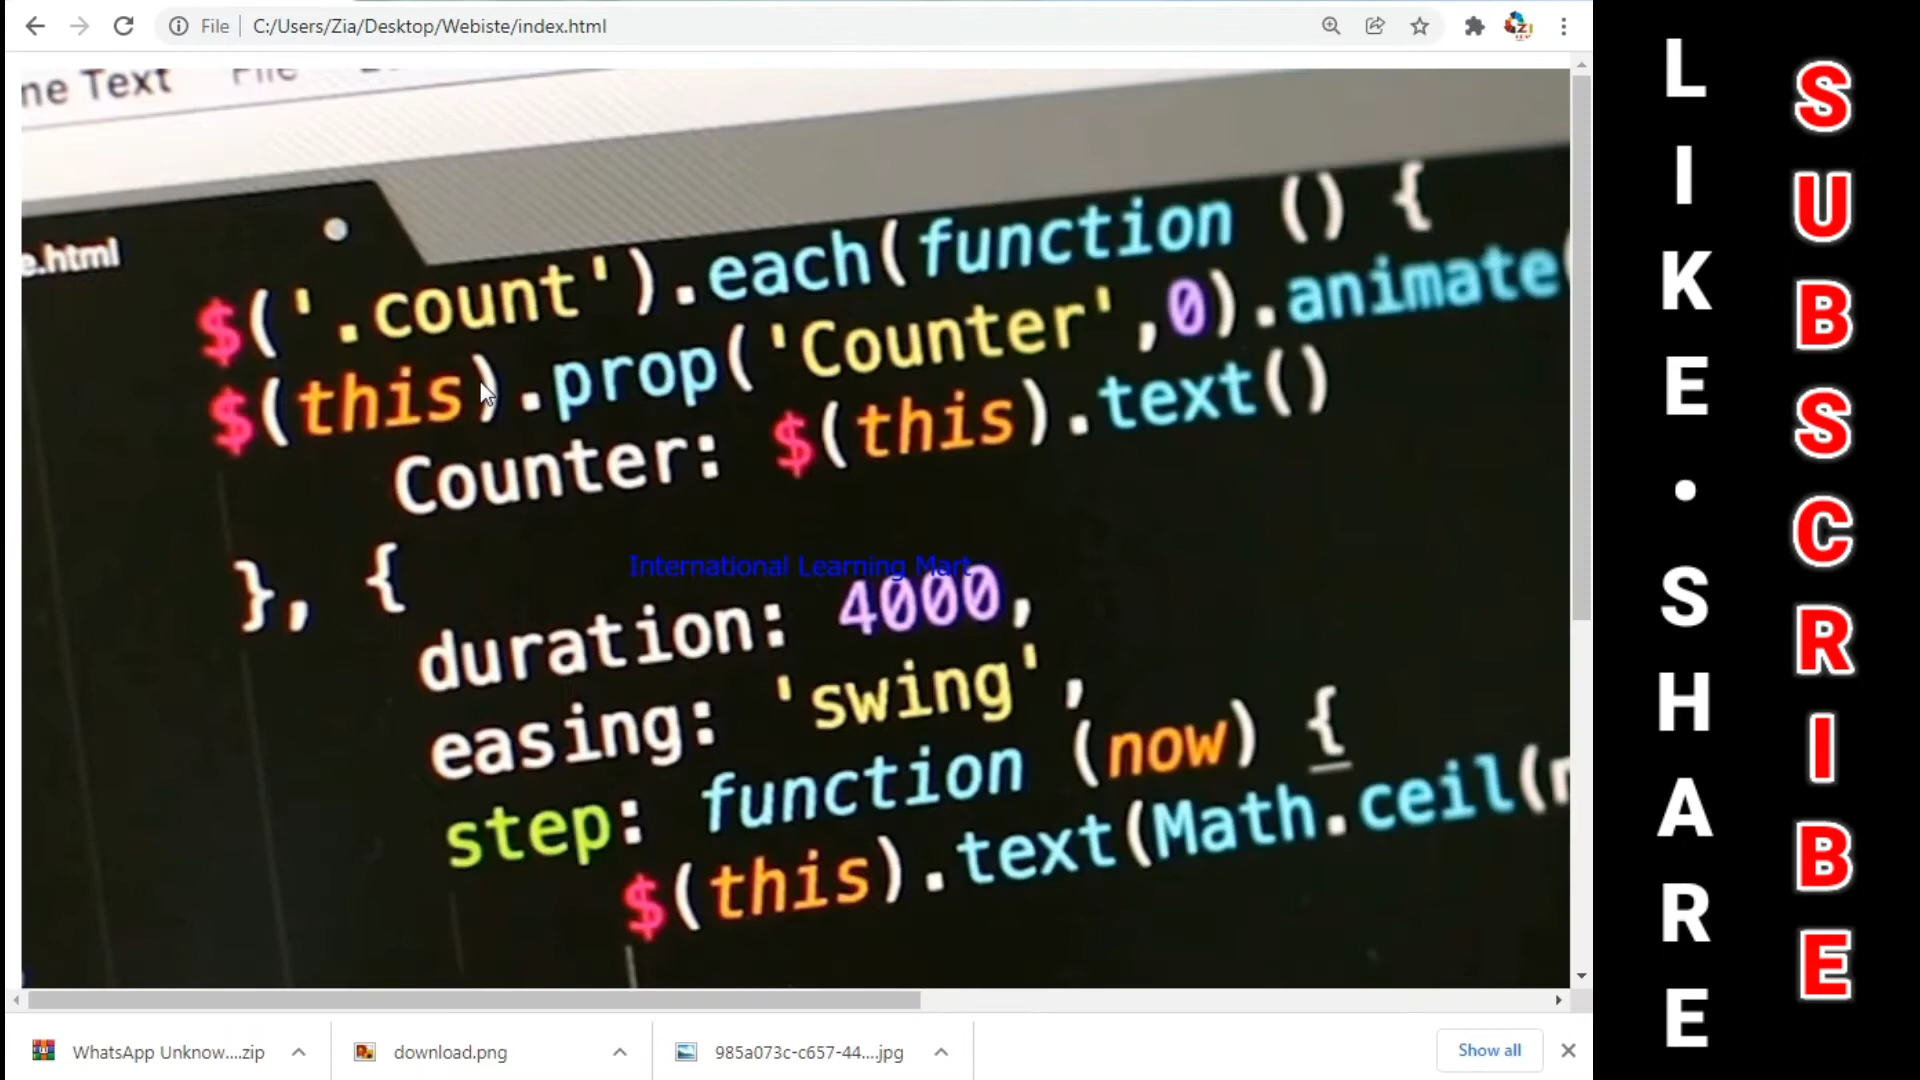 File
C:/Users/Zia/Desktop/Webiste/index.html
ne Text File
e.html
$('.count').each(function () {
$(this).prop('Counter',0).animate(
Counter: $(this).text()
}, {
International Learning Mart
duration: 4000,
easing: 'swing',
step: function (now) {
$(this).text(Math.ceil(n
WhatsApp Unknow....zip
download.png
985a073c-c657-44....jpg
Show all
LIKE • SHARE
SUBSCRIBE